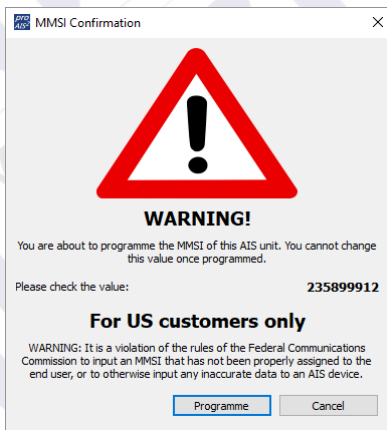 pro AIS² MMSI Confirmation
WARNING!
You are about to programme the MMSI of this AIS unit. You cannot change
this value once programmed.
Please check the value: 235899912
For US customers only
WARNING: It is a violation of the rules of the Federal Communications
Commission to input an MMSI that has not been properly assigned to the
end user, or to otherwise input any inaccurate data to an AIS device.
Programme Cancel